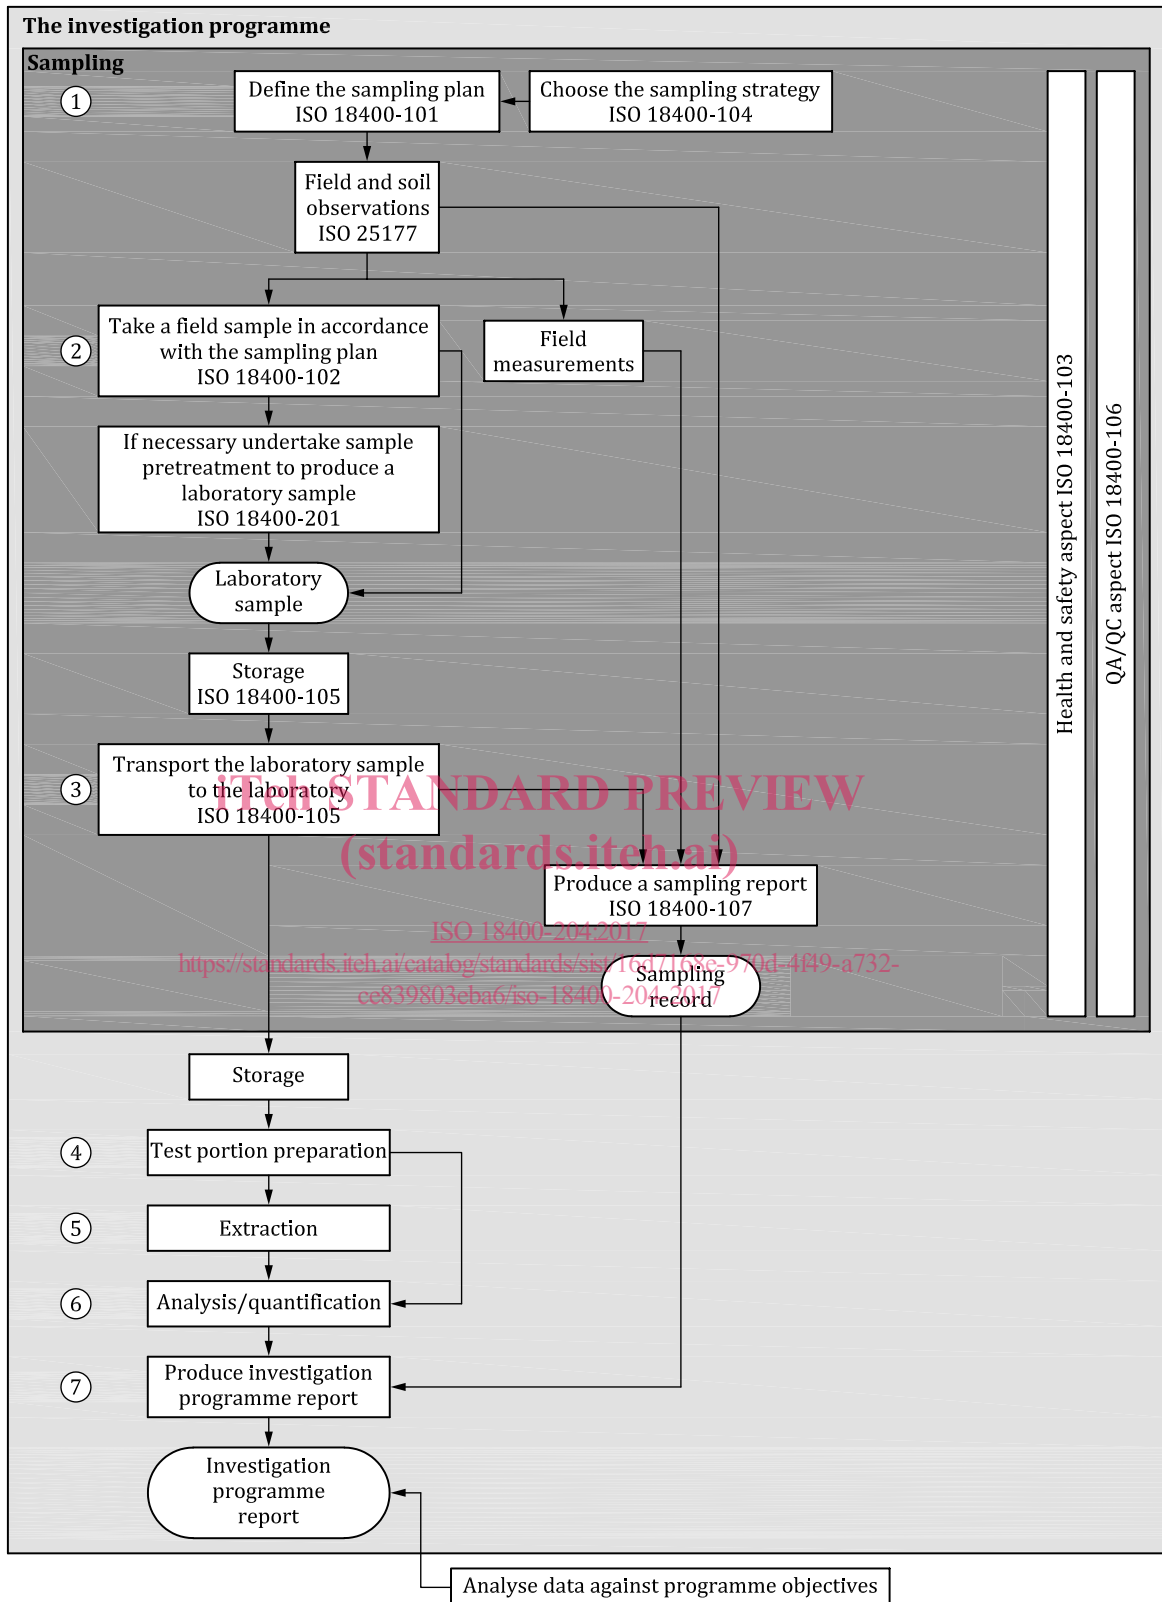 The investigation programme
Sampling
1
Define the sampling plan
ISO 18400-101
Choose the sampling strategy
ISO 18400-104
Field and soil
observations
ISO 25177
2
Take a field sample in accordance
with the sampling plan
ISO 18400-102
Field
measurements
If necessary undertake sample
pretreatment to produce a
laboratory sample
ISO 18400-201
Laboratory
sample
Storage
ISO 18400-105
3
Transport the laboratory sample
to the laboratory
ISO 18400-105
Health and safety aspect ISO 18400-103
QA/QC aspect ISO 18400-106
iTeh STANDARD PREVIEW
(standards.iteh.ai)
Produce a sampling report
ISO 18400-107
ISO 18400-204:2017
https://standards.iteh.ai/catalog/standards/sist/16d7168e-970d-4f49-a732-
ce839803eba6/iso-18400-204-2017
Sampling
record
Storage
4
Test portion preparation
5
Extraction
6
Analysis/quantification
7
Produce investigation
programme report
Investigation
programme
report
Analyse data against programme objectives